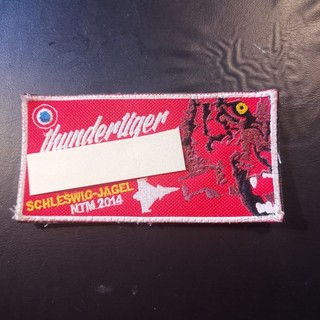 thundertiger
SCHLESWIG-JAGEL
NTM 2014